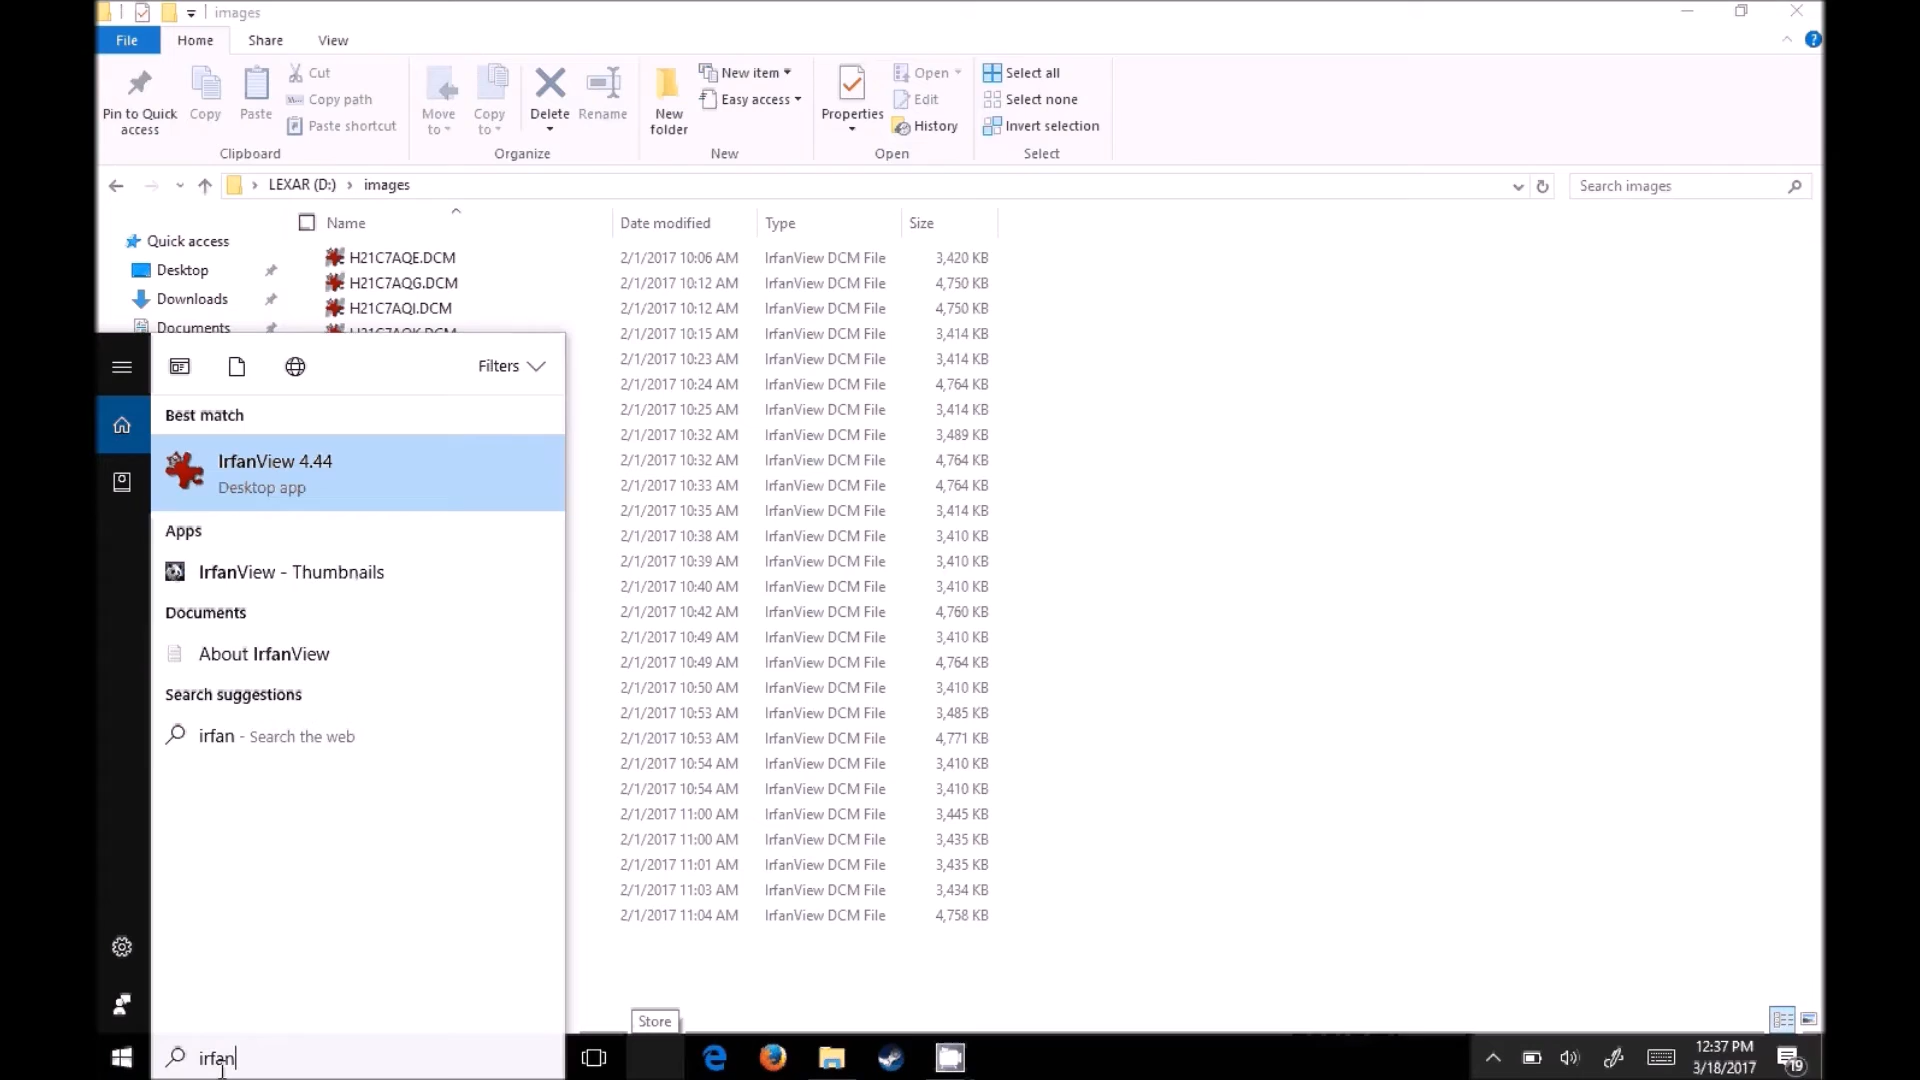 images
File Home Share View
Pin to Quick access
Copy
Paste
Cut
Copy path
Paste shortcut
Clipboard
Move to
Copy to
Delete
Rename
Organize
New folder
New item
Easy access
New
Properties
Open
Edit
History
Open
Select all
Select none
Invert selection
Select
LEXAR (D:) > images
Search images
Quick access
Desktop
Downloads
Documents
Name Date modified Type Size
H21C7AQE.DCM 2/1/2017 10:06 AM IrfanView DCM File 3,420 KB
H21C7AQG.DCM 2/1/2017 10:12 AM IrfanView DCM File 4,750 KB
H21C7AQI.DCM 2/1/2017 10:12 AM IrfanView DCM File 4,750 KB
2/1/2017 10:15 AM IrfanView DCM File 3,414 KB
2/1/2017 10:23 AM IrfanView DCM File 3,414 KB
2/1/2017 10:24 AM IrfanView DCM File 4,764 KB
2/1/2017 10:25 AM IrfanView DCM File 3,414 KB
2/1/2017 10:32 AM IrfanView DCM File 3,489 KB
2/1/2017 10:32 AM IrfanView DCM File 4,764 KB
2/1/2017 10:33 AM IrfanView DCM File 4,764 KB
2/1/2017 10:35 AM IrfanView DCM File 3,414 KB
2/1/2017 10:38 AM IrfanView DCM File 3,410 KB
2/1/2017 10:39 AM IrfanView DCM File 3,410 KB
2/1/2017 10:40 AM IrfanView DCM File 3,410 KB
2/1/2017 10:42 AM IrfanView DCM File 4,760 KB
2/1/2017 10:49 AM IrfanView DCM File 3,410 KB
2/1/2017 10:49 AM IrfanView DCM File 4,764 KB
2/1/2017 10:50 AM IrfanView DCM File 3,410 KB
2/1/2017 10:53 AM IrfanView DCM File 3,485 KB
2/1/2017 10:53 AM IrfanView DCM File 4,771 KB
2/1/2017 10:54 AM IrfanView DCM File 3,410 KB
2/1/2017 10:54 AM IrfanView DCM File 3,410 KB
2/1/2017 11:00 AM IrfanView DCM File 3,445 KB
2/1/2017 11:00 AM IrfanView DCM File 3,435 KB
2/1/2017 11:01 AM IrfanView DCM File 3,435 KB
2/1/2017 11:03 AM IrfanView DCM File 3,434 KB
2/1/2017 11:04 AM IrfanView DCM File 4,758 KB
Filters
Best match
IrfanView 4.44
Desktop app
Apps
IrfanView - Thumbnails
Documents
About IrfanView
Search suggestions
irfan - Search the web
Store
irfan
12:37 PM
3/18/2017
19